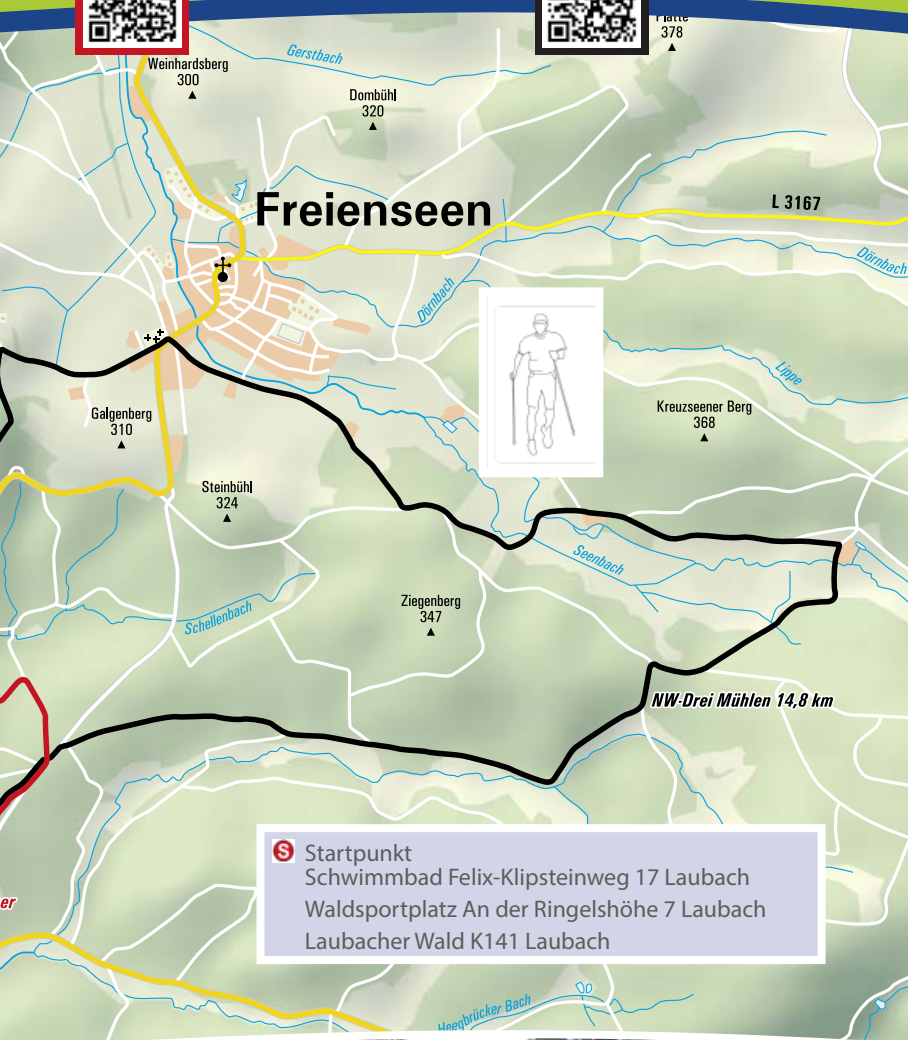 Platte
378
Weinhardsberg
300
Gerstbach
Dombühl
320
Freienseen
L 3167
Dörnbach
Dörnbach
Lippe
Galgenberg
310
Kreuzseener Berg
368
Steinbühl
324
Seenbach
Schellenbach
Ziegenberg
347
NW-Drei Mühlen 14,8 km
S Startpunkt
Schwimmbad Felix-Klipsteinweg 17 Laubach
Waldsportplatz An der Ringelshöhe 7 Laubach
Laubacher Wald K141 Laubach
er
Heegbrücker Bach